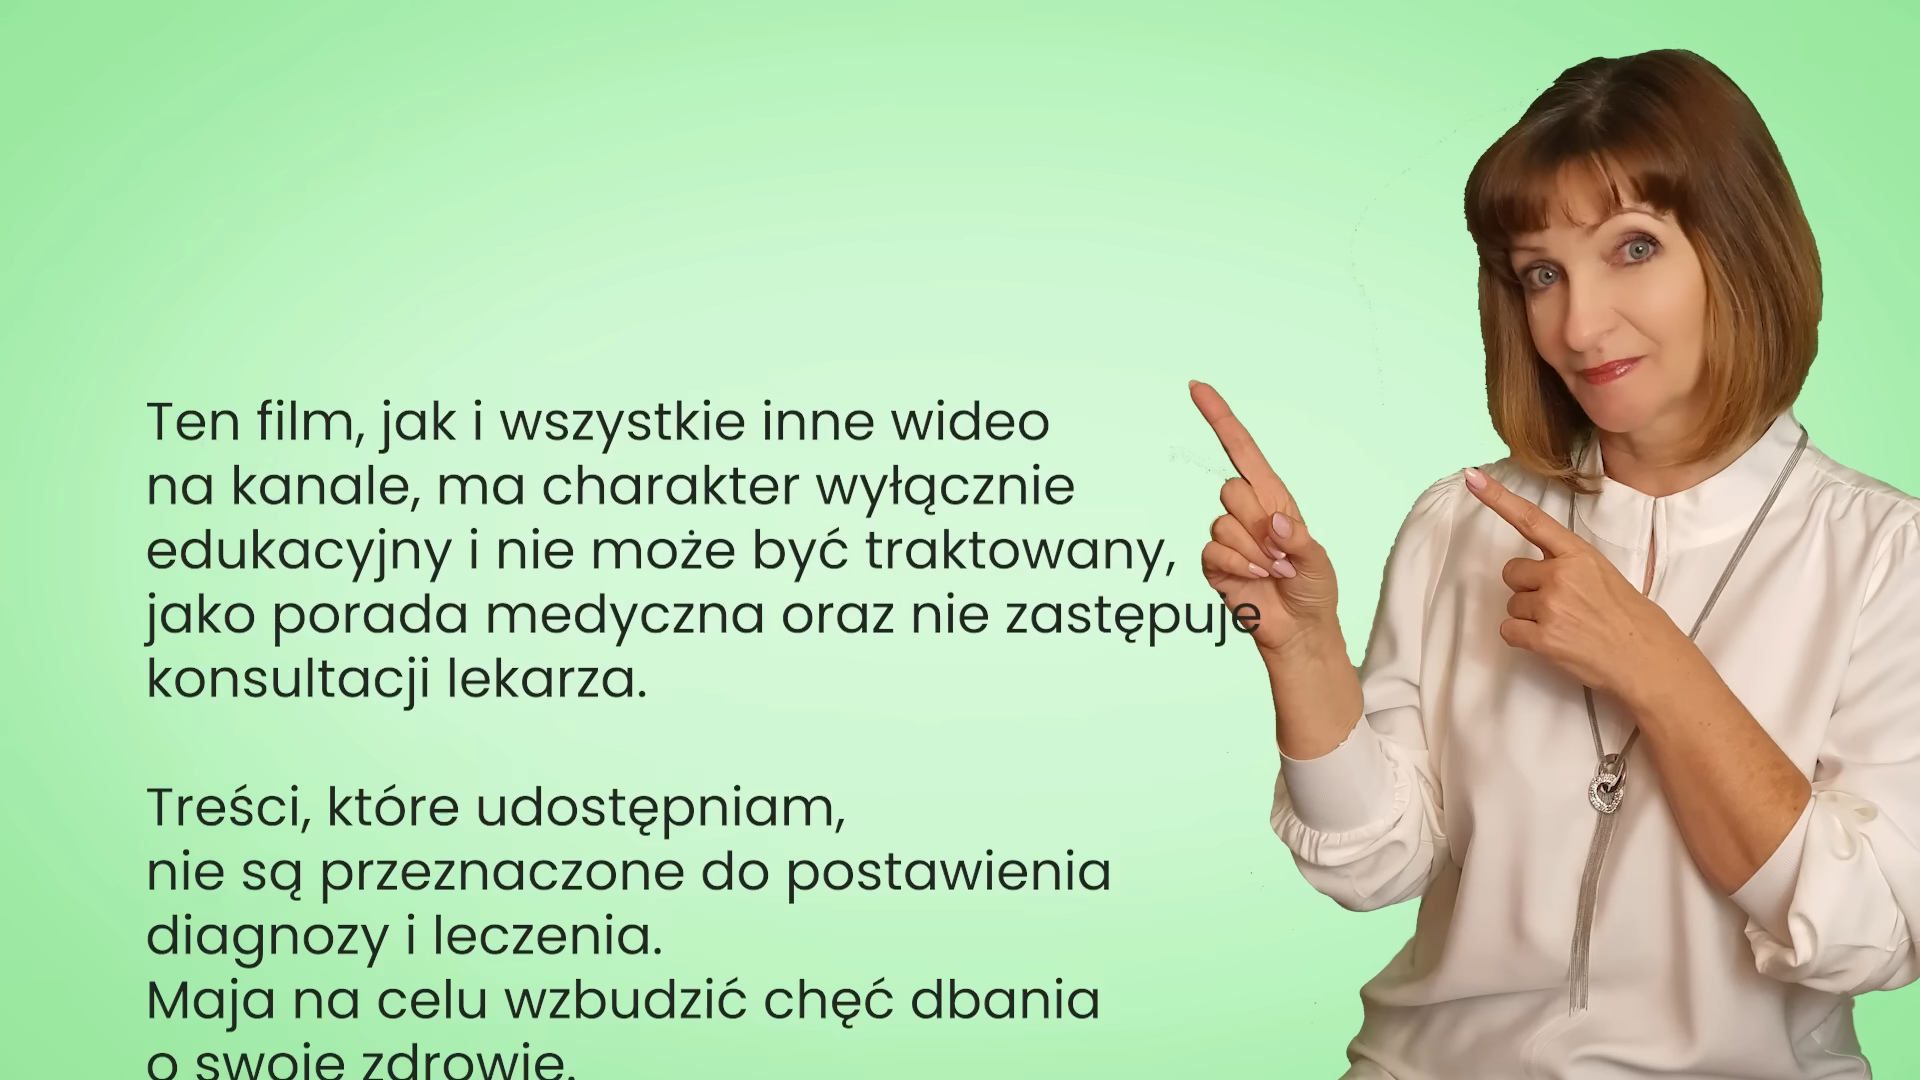 Ten film, jak i wszystkie inne wideo
na kanale, ma charakter wyłącznie
edukacyjny i nie może być traktowany,
jako porada medyczna oraz nie zastępuje
konsultacji lekarza.
Treści, które udostępniam,
nie są przeznaczone do postawienia
diagnozy i leczenia.
Maja na celu wzbudzić chęć dbania
o swoje zdrowie.